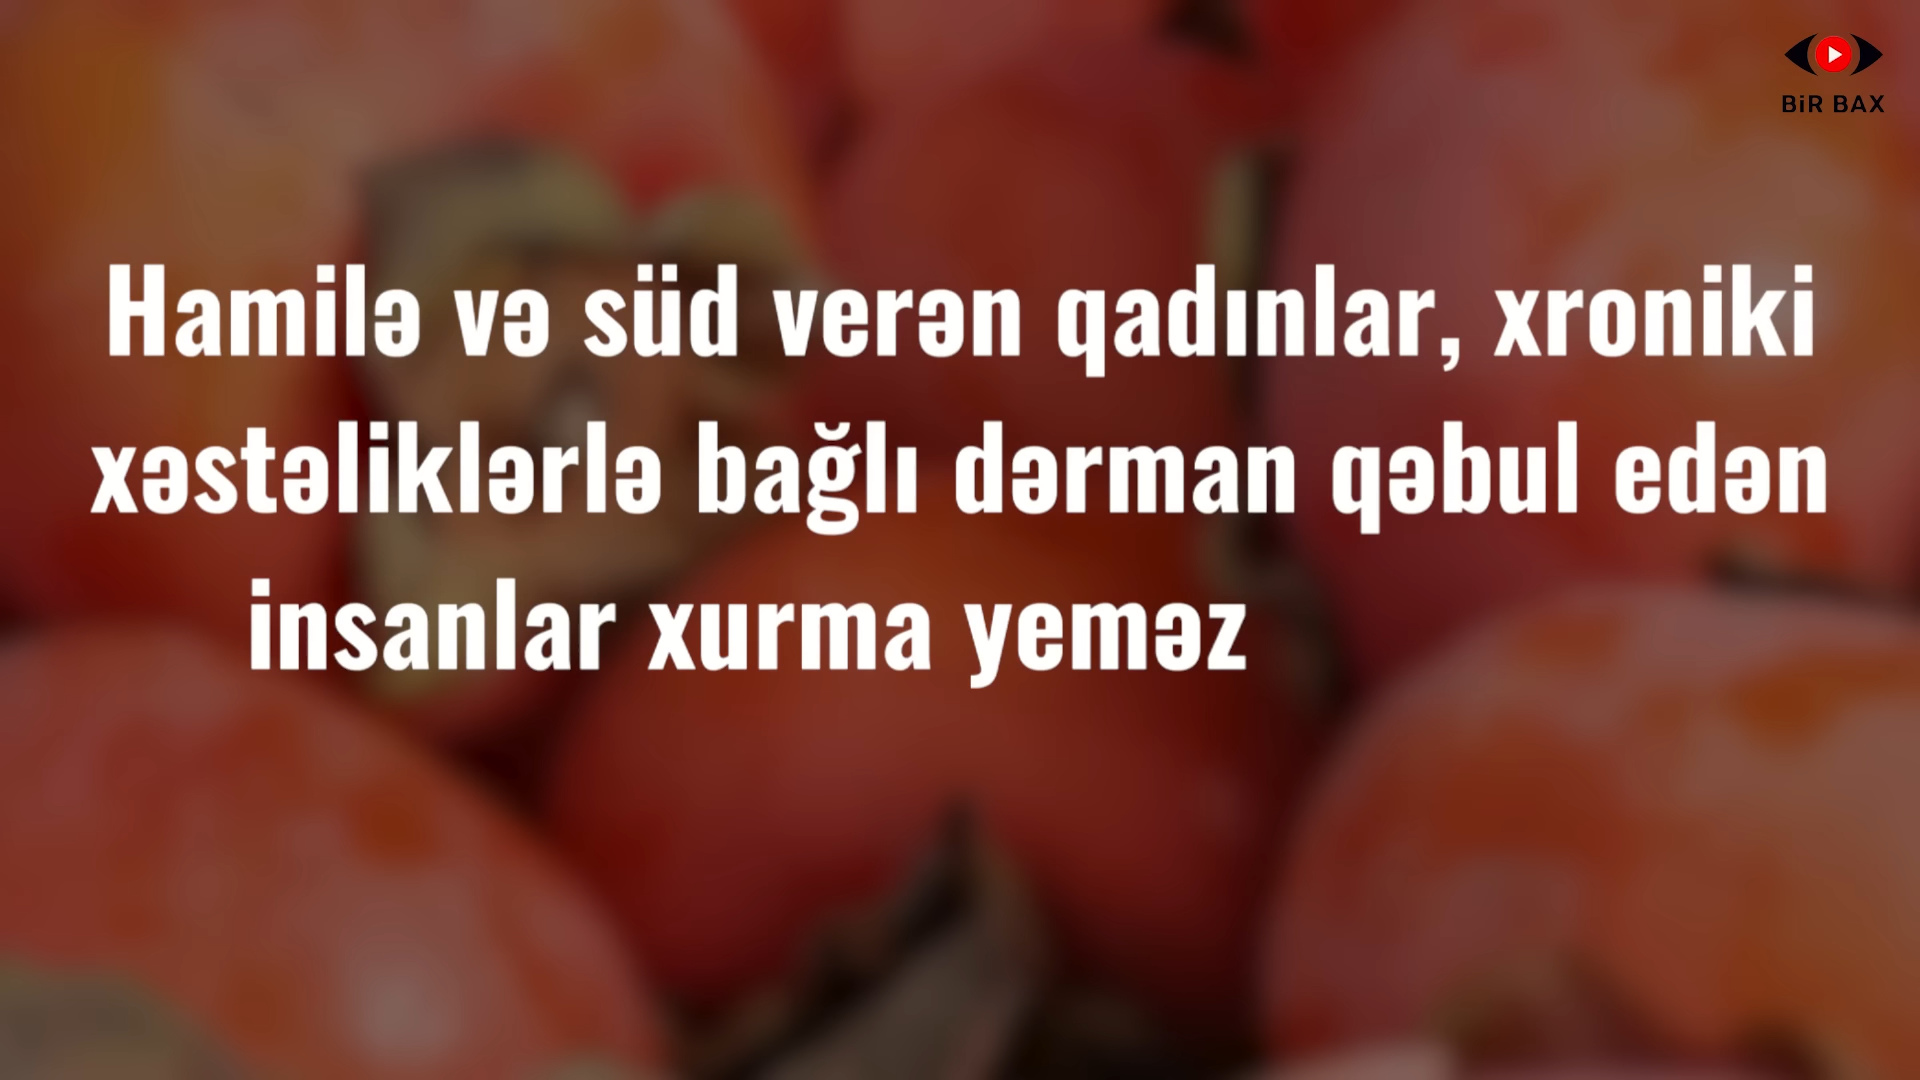 BiR BAX
Hamilə və süd verən qadınlar, xroniki
xəstəliklərlə bağlı dərman qəbul edən
insanlar xurma yeməz